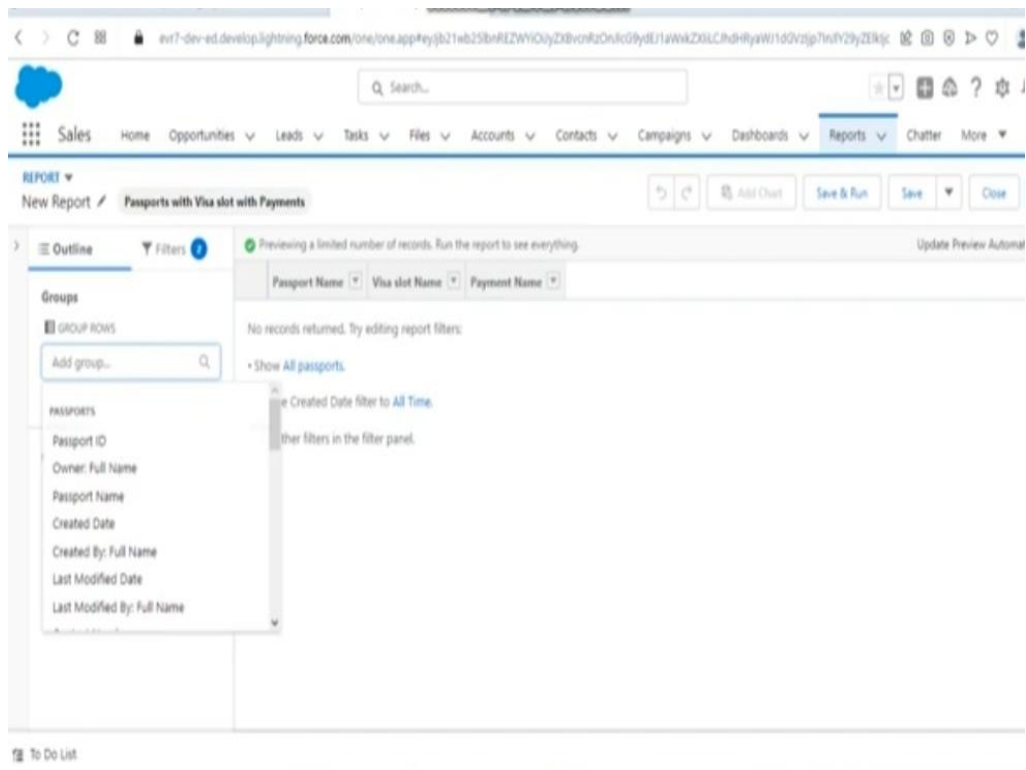 Search...
Sales Home Opportunities Leads Tasks Files Accounts Contacts Campaigns Dashboards Reports Chatter More
REPORT
New Report Passports with Visa slot with Payments
Add Chart Save & Run Save Close
Outline Filters 2
Previewing a limited number of records. Run the report to see everything.
Update Preview Automat
Passport Name Visa slot Name Payment Name
Groups
GROUP ROWS
Add group...
No records returned. Try editing report filters:
• Show All passports.
e Created Date filter to All Time.
ther filters in the filter panel.
PASSPORTS
Passport ID
Owner: Full Name
Passport Name
Created Date
Created By: Full Name
Last Modified Date
Last Modified By: Full Name
To Do List